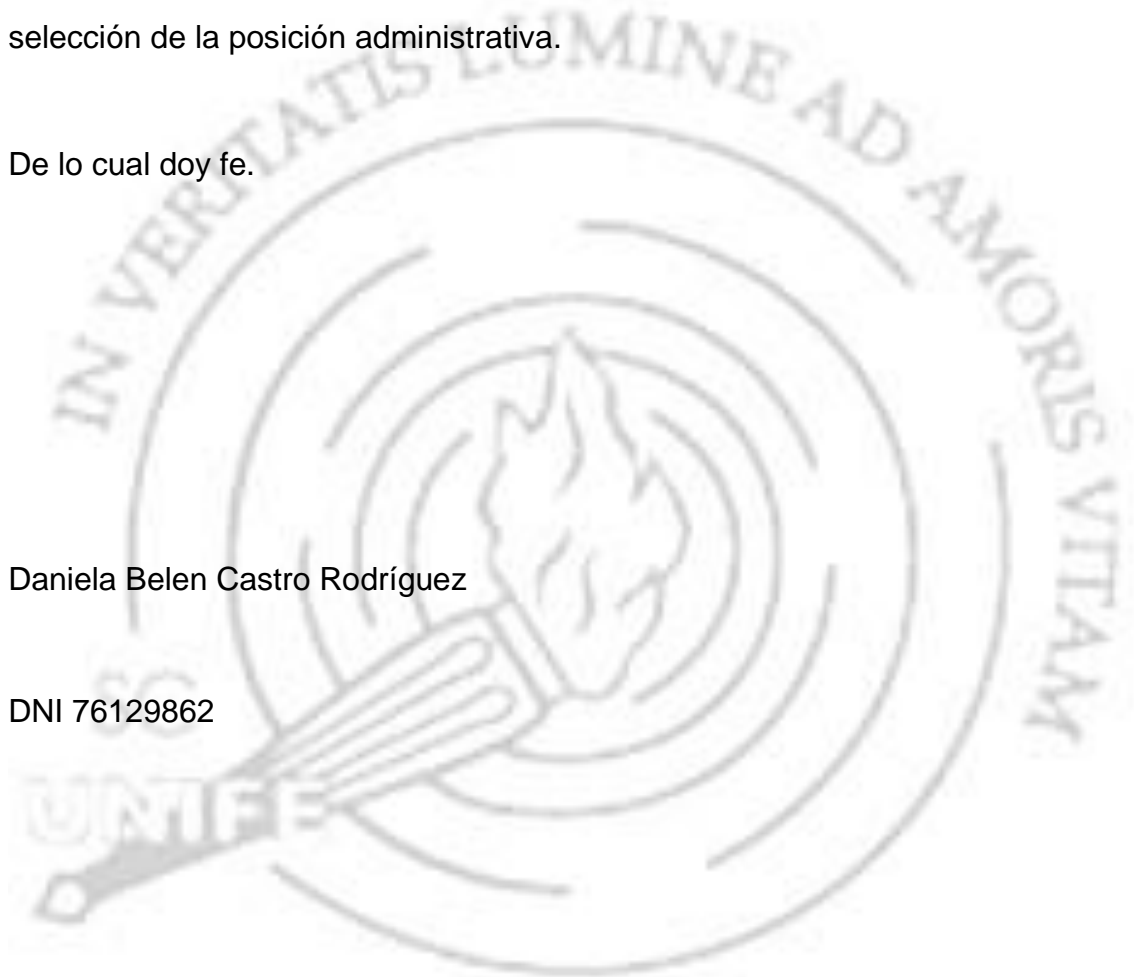 selección de la posición administrativa.
IN VERITATIS LUMINE AD AMORIS VITAM
De lo cual doy fe.
Daniela Belen Castro Rodríguez
SC
DNI 76129862
UNIFE